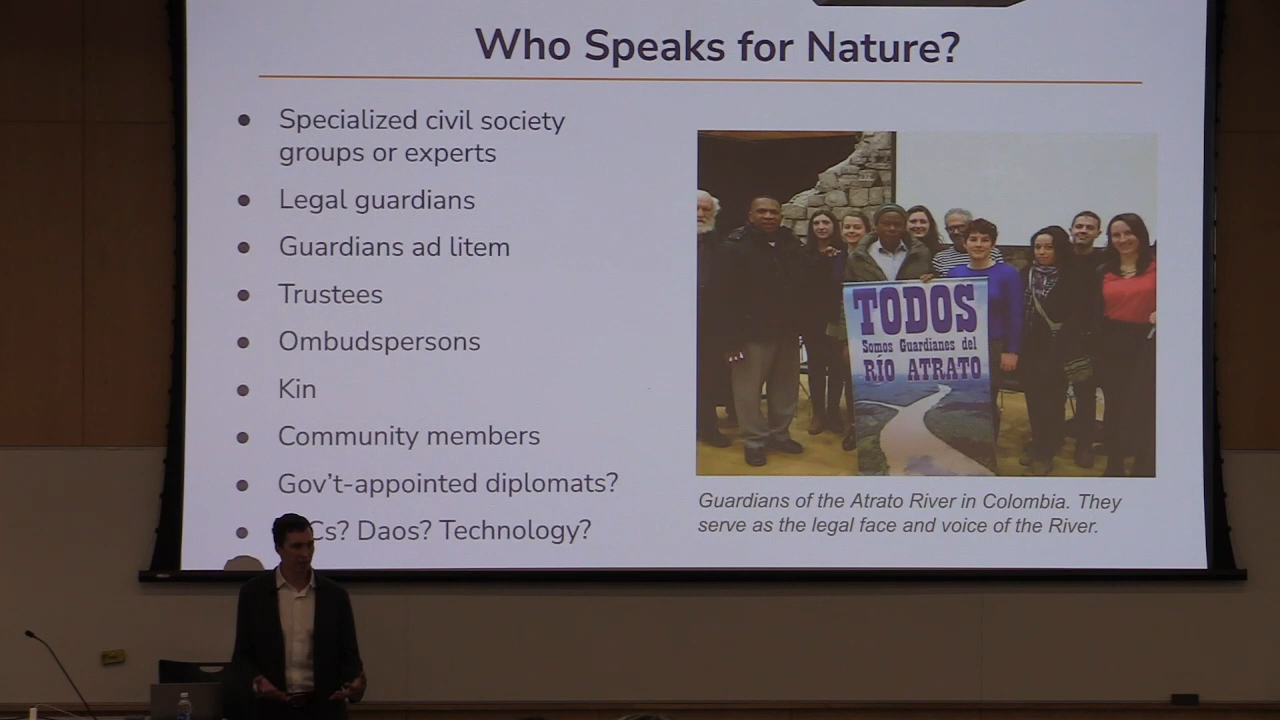 Who Speaks for Nature?
Specialized civil society
groups or experts
Legal guardians
Guardians ad litem
Trustees
Ombudspersons
Kin
Community members
Gov't-appointed diplomats?
Daos? Technology?
TODOS
Somos Guardianes del
RÍO ATRATO
Guardians of the Atrato River in Colombia. They
serve as the legal face and voice of the River.